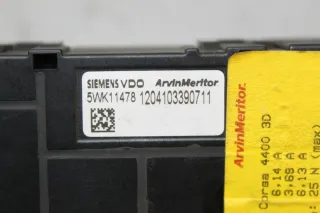 SIEMENS VDO ArvinMeritor
5WK11478 1204103390711
ArvinMeritor
Corsa 4400 3D
6,14 A
3,69 A
6,13 A
: 25 N (max)